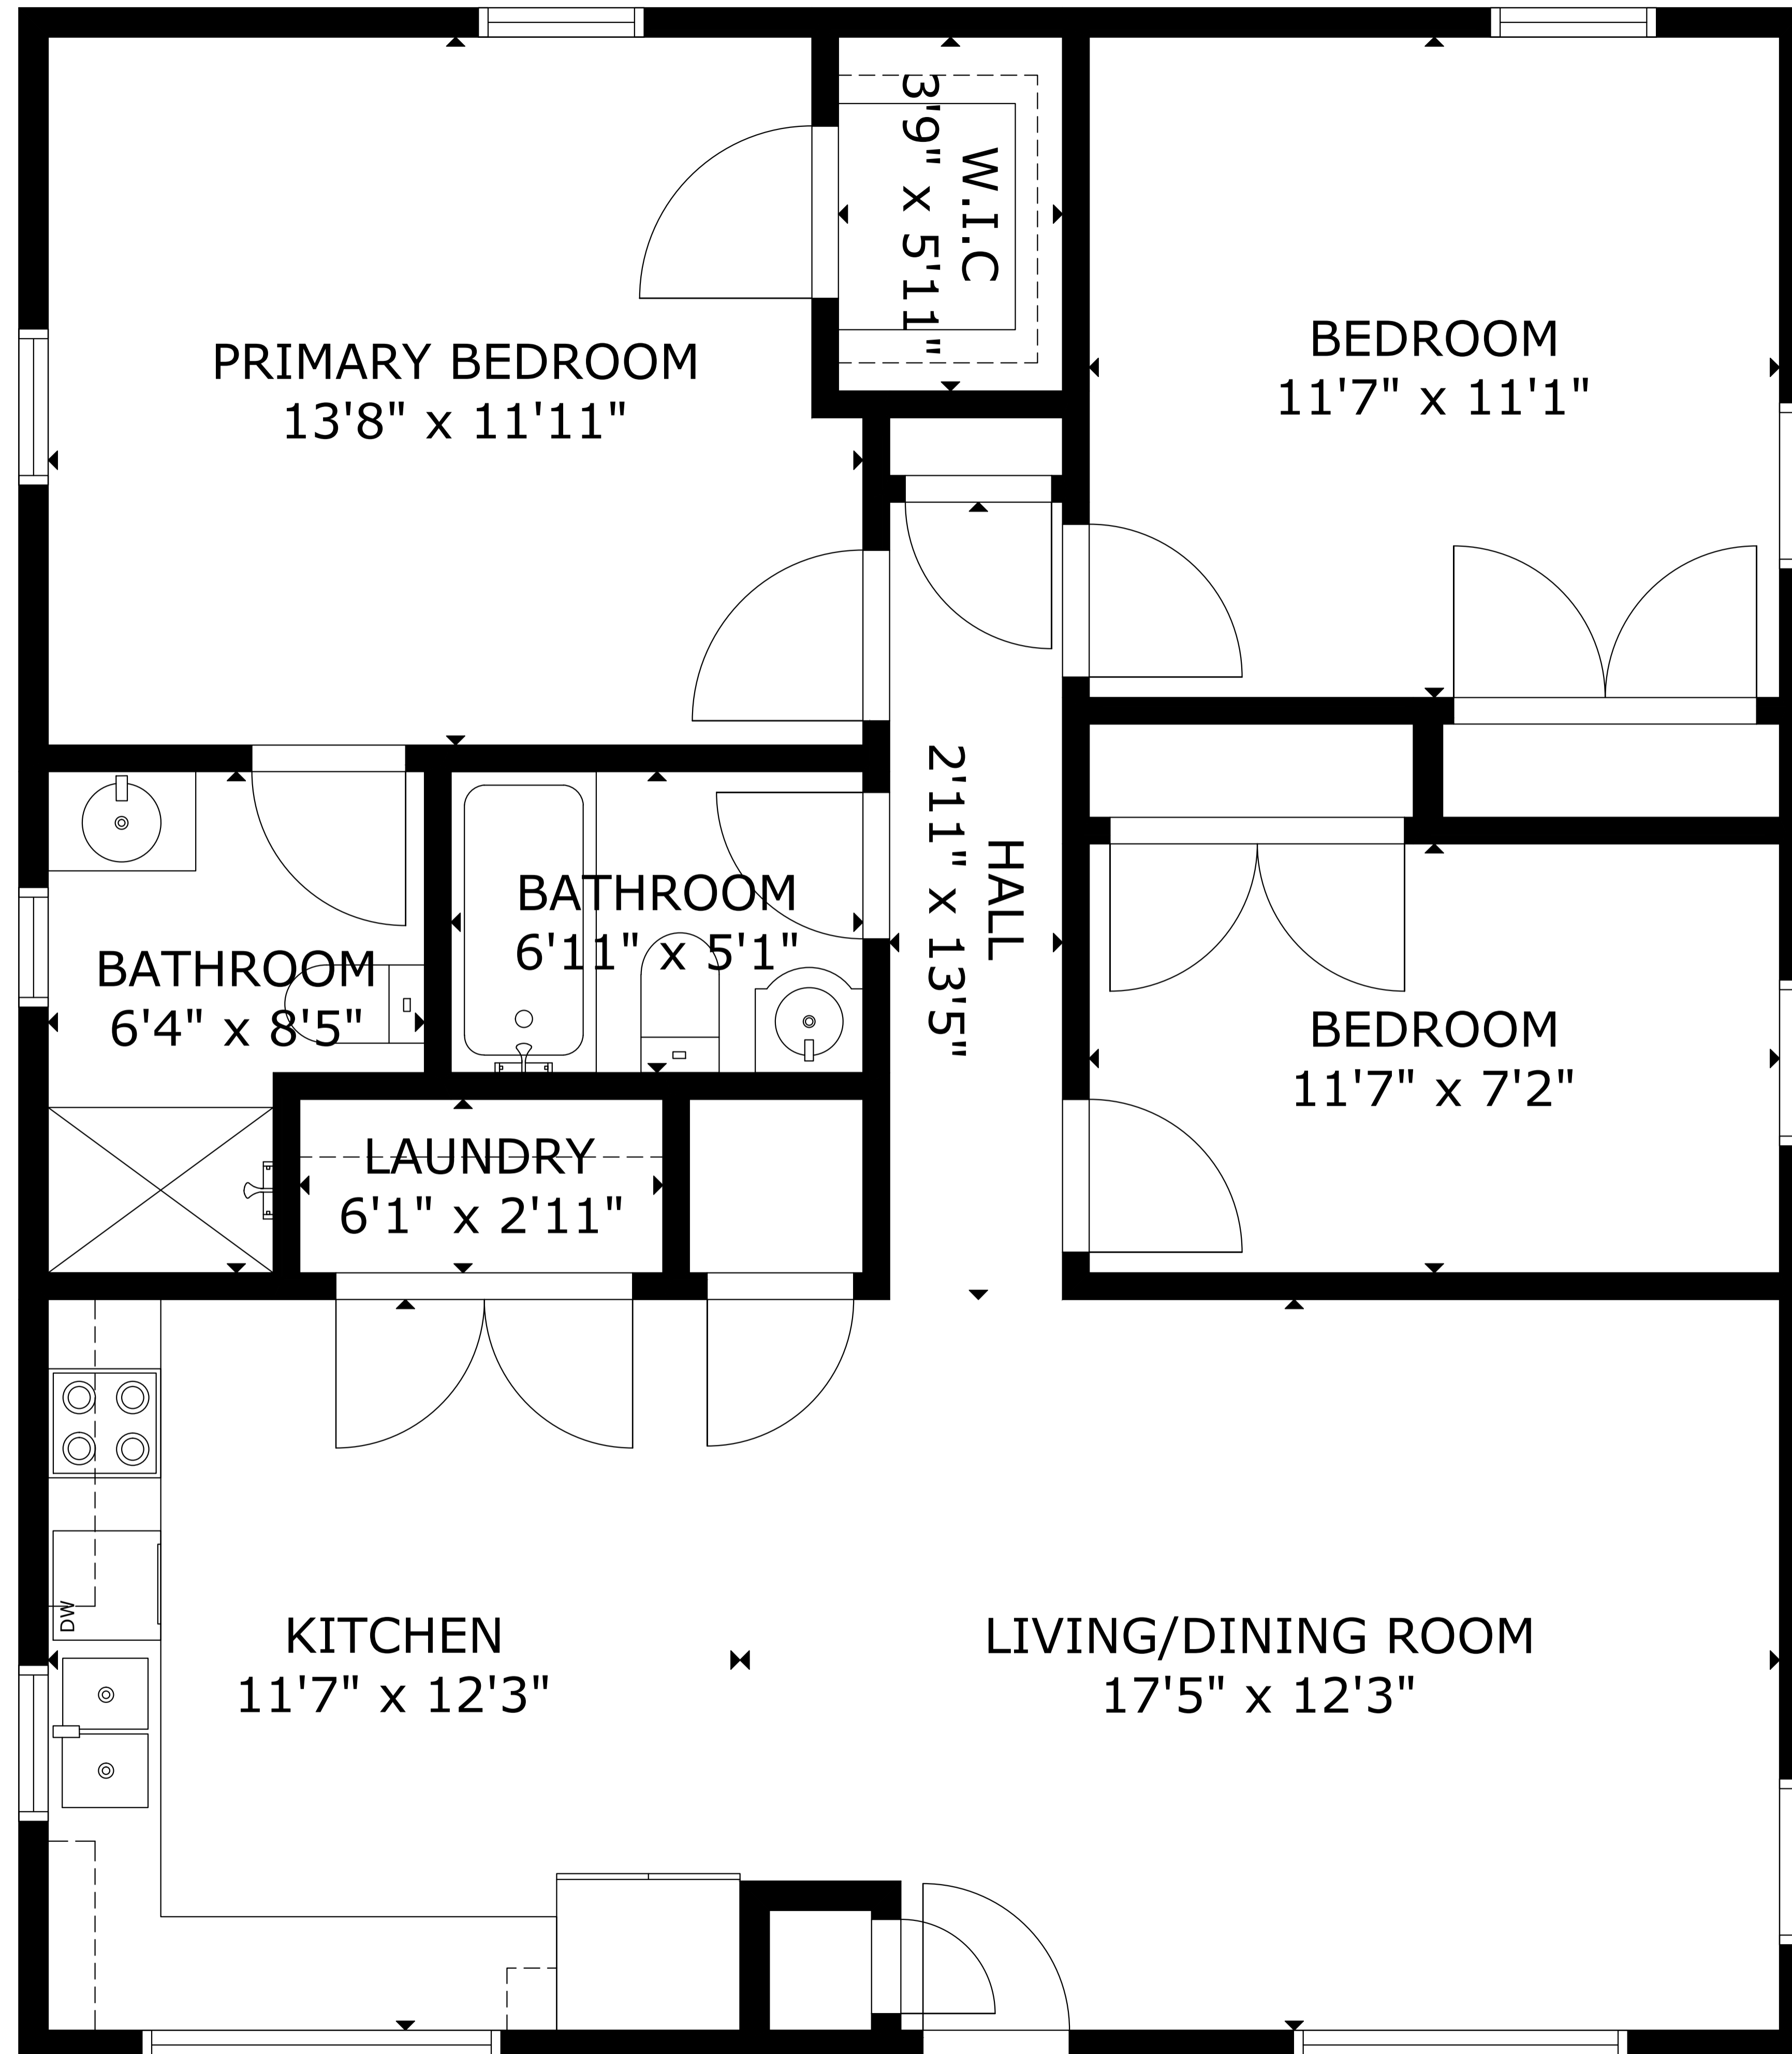 W.I.C
3'9" x 5'11"
PRIMARY BEDROOM
13'8" x 11'11"
BEDROOM
11'7" x 11'1"
HALL
2'11" x 13'5"
BATHROOM
6'11" x 5'1"
BATHROOM
6'4" x 8'5"
BEDROOM
11'7" x 7'2"
LAUNDRY
6'1" x 2'11"
DW
KITCHEN
11'7" x 12'3"
LIVING/DINING ROOM
17'5" x 12'3"